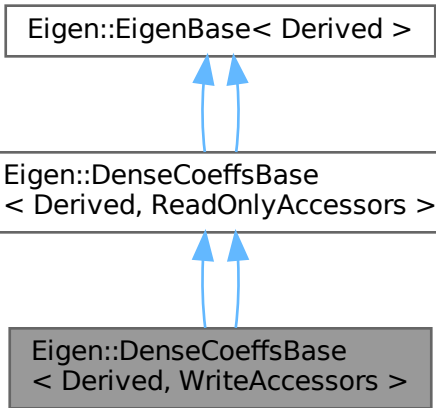 Eigen::EigenBase< Derived >
Eigen::DenseCoeffsBase
< Derived, ReadOnlyAccessors >
Eigen::DenseCoeffsBase
< Derived, WriteAccessors >